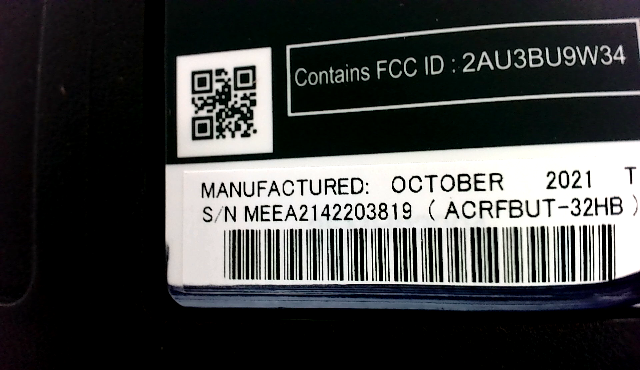 Contains FCC ID : 2AU3BU9W34
MANUFACTURED: OCTOBER 2021 T
S/N MEEA2142203819 ( ACRFBUT-32HB )